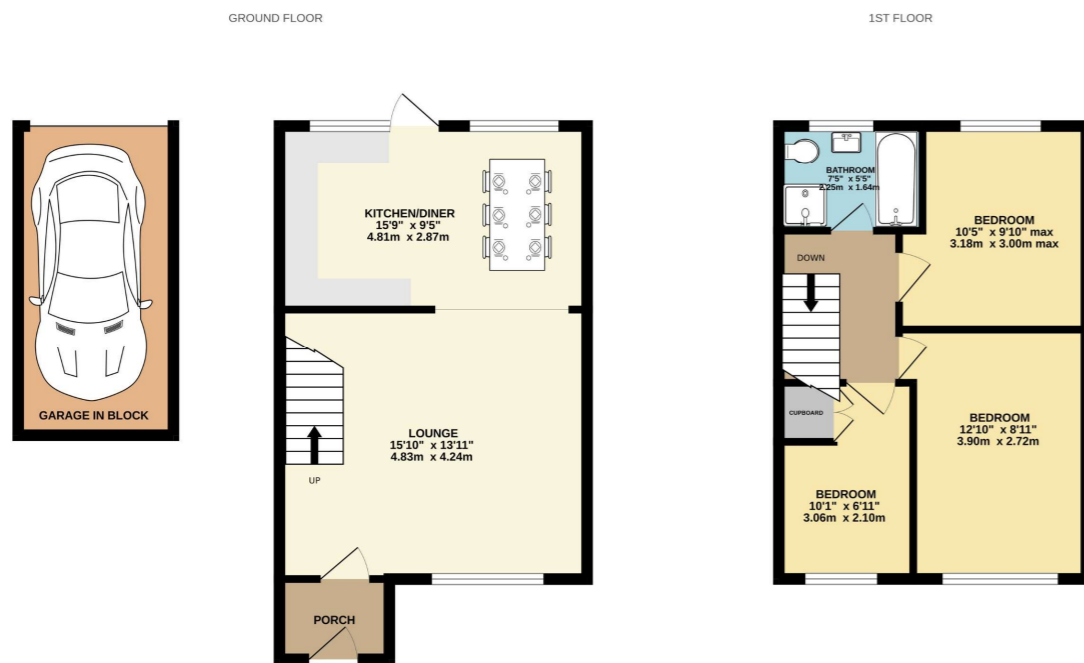 GROUND FLOOR
1ST FLOOR
GARAGE IN BLOCK
KITCHEN/DINER
15'9" x 9'5"
4.81m x 2.87m
LOUNGE
15'10" x 13'11"
4.83m x 4.24m
UP
PORCH
BATHROOM
7'5" x 5'5"
2.25m x 1.64m
BEDROOM
10'5" x 9'10" max
3.18m x 3.00m max
DOWN
CUPBOARD
BEDROOM
12'10" x 8'11"
3.90m x 2.72m
BEDROOM
10'1" x 6'11"
3.06m x 2.10m